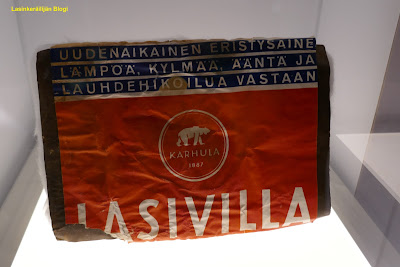 Lasinkeräilijän Blogi
UUDENAIKAINEN ERISTYSAINE
LÄMPÖÄ, KYLMÄÄ, ÄÄNTÄ JA
LAUHDEHIKOILUA VASTAAN
KARHULA
1887
LASIVILLA